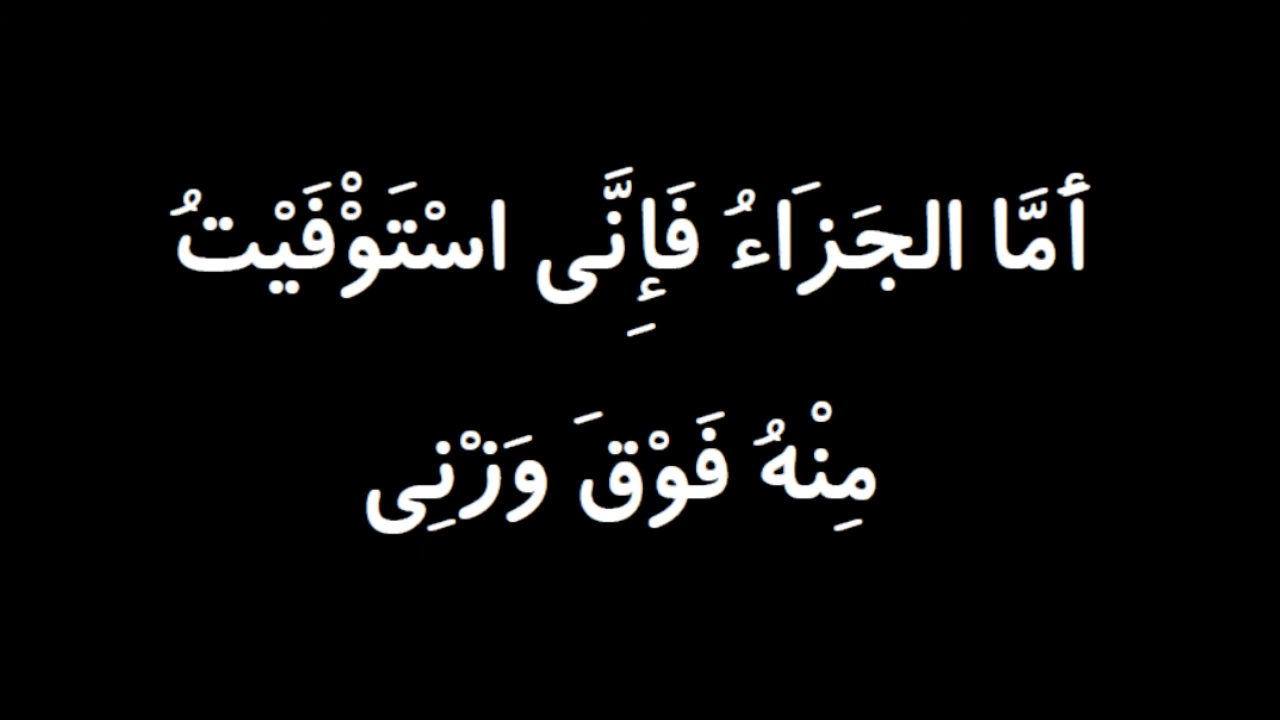 أَمَّا الجَزَاءُ فَإِنَّنِى اسْتَوْفَيْتُ
مِنْهُ فَوْقَ وَزْنِى